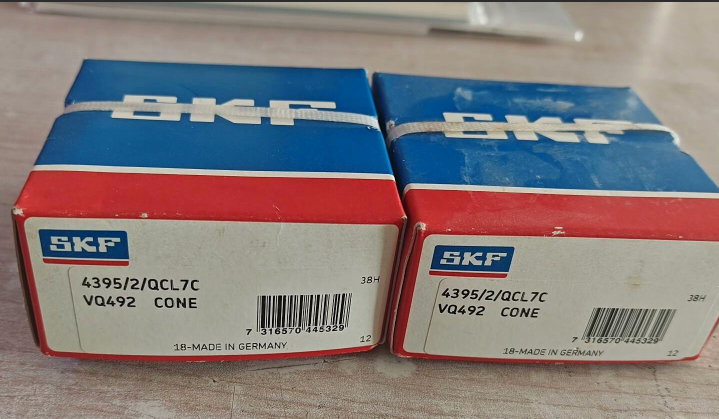 SKF
SKF
SKF
4395/2/QCL7C
VQ492 CONE
38H
7 316570 445329
12
18-MADE IN GERMANY
SKF
4395/2/QCL7C
VQ492 CONE
38H
7 316570 445329
18-MADE IN GERMANY
12